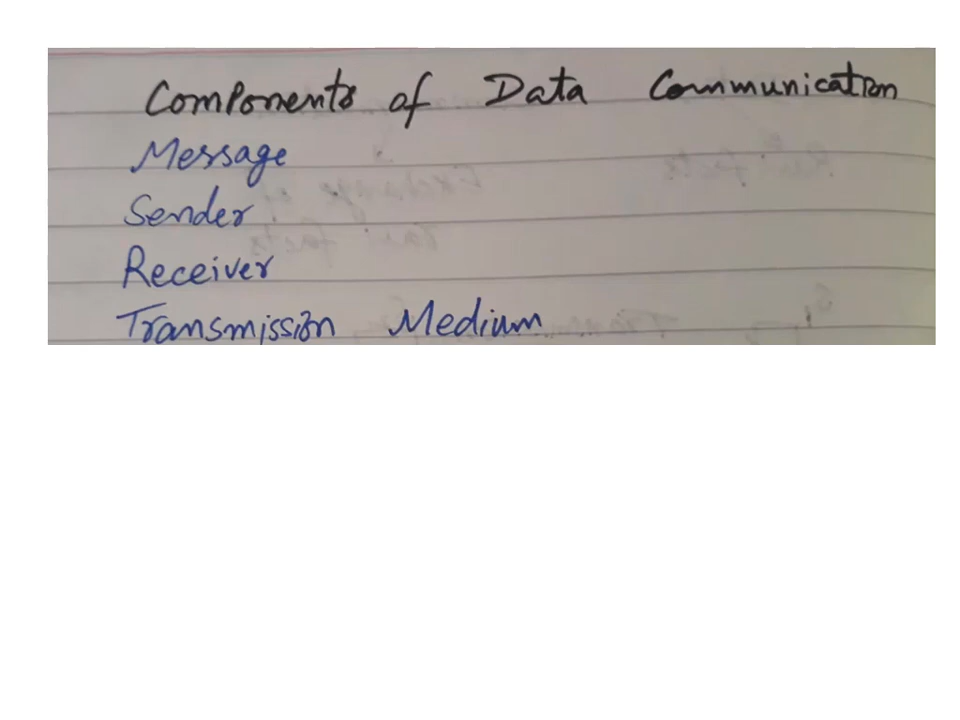 Components of Data Communication
Message
Sender
Receiver
Transmission Medium